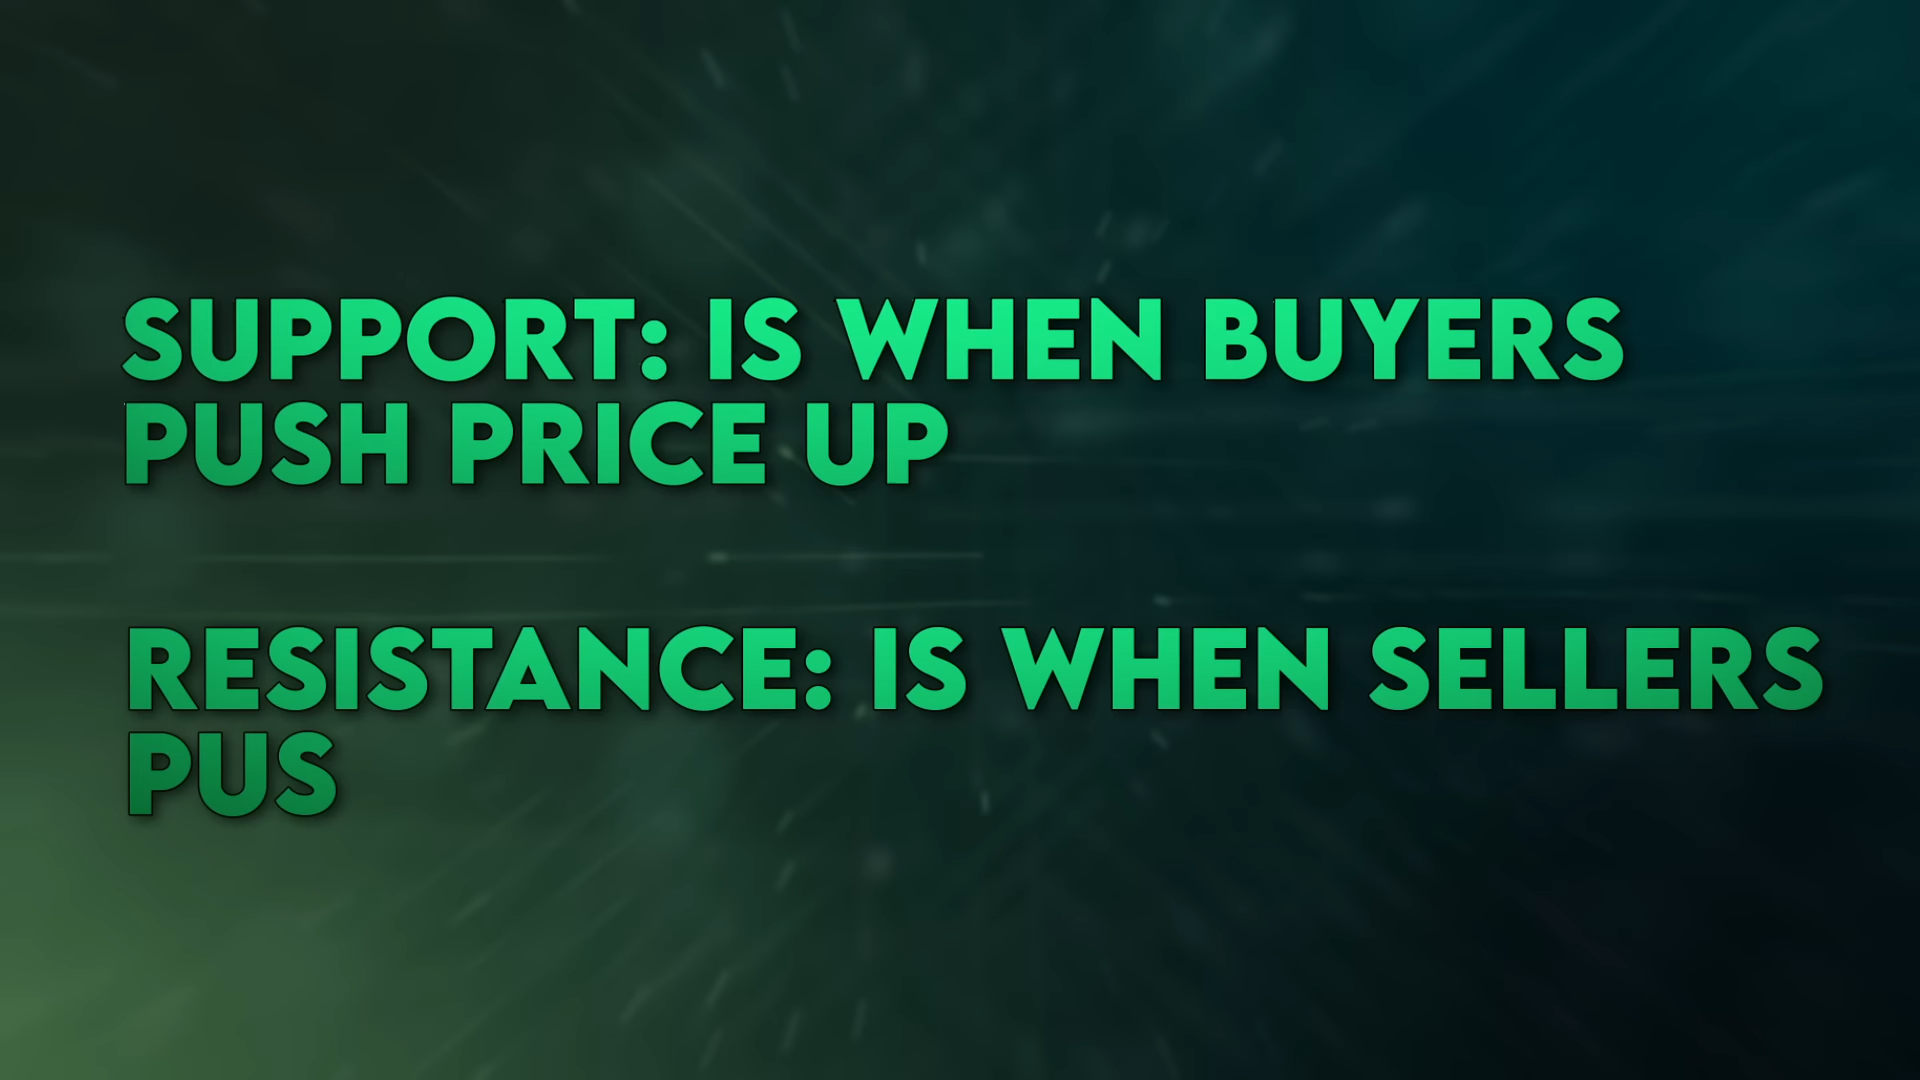 SUPPORT: IS WHEN BUYERS
PUSH PRICE UP
RESISTANCE: IS WHEN SELLERS
PUS